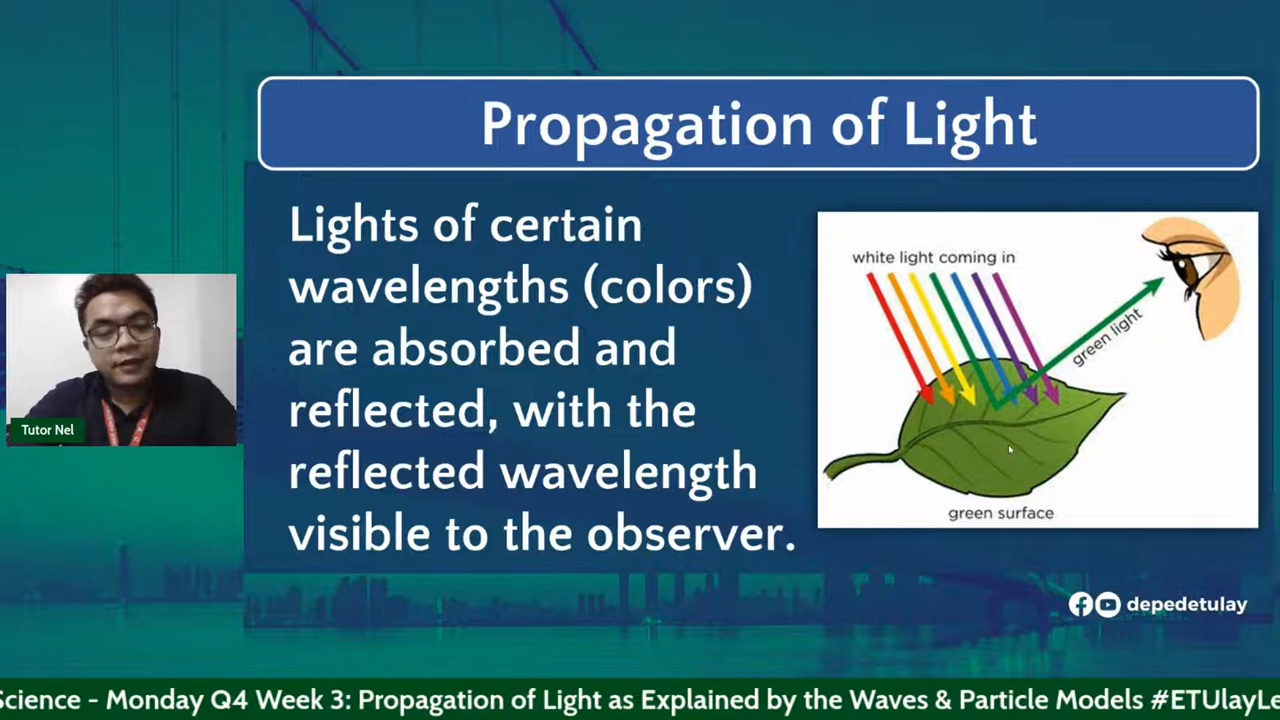 Propagation of Light
Lights of certain
wavelengths (colors)
are absorbed and
reflected, with the
reflected wavelength
visible to the observer.
white light coming in
green light
green surface
Tutor Nel
depedetulay
Science - Monday Q4 Week 3: Propagation of Light as Explained by the Waves & Particle Models #ETUlayLe